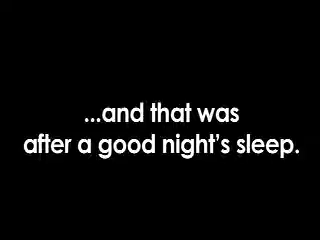 ...and that was
after a good night's sleep.